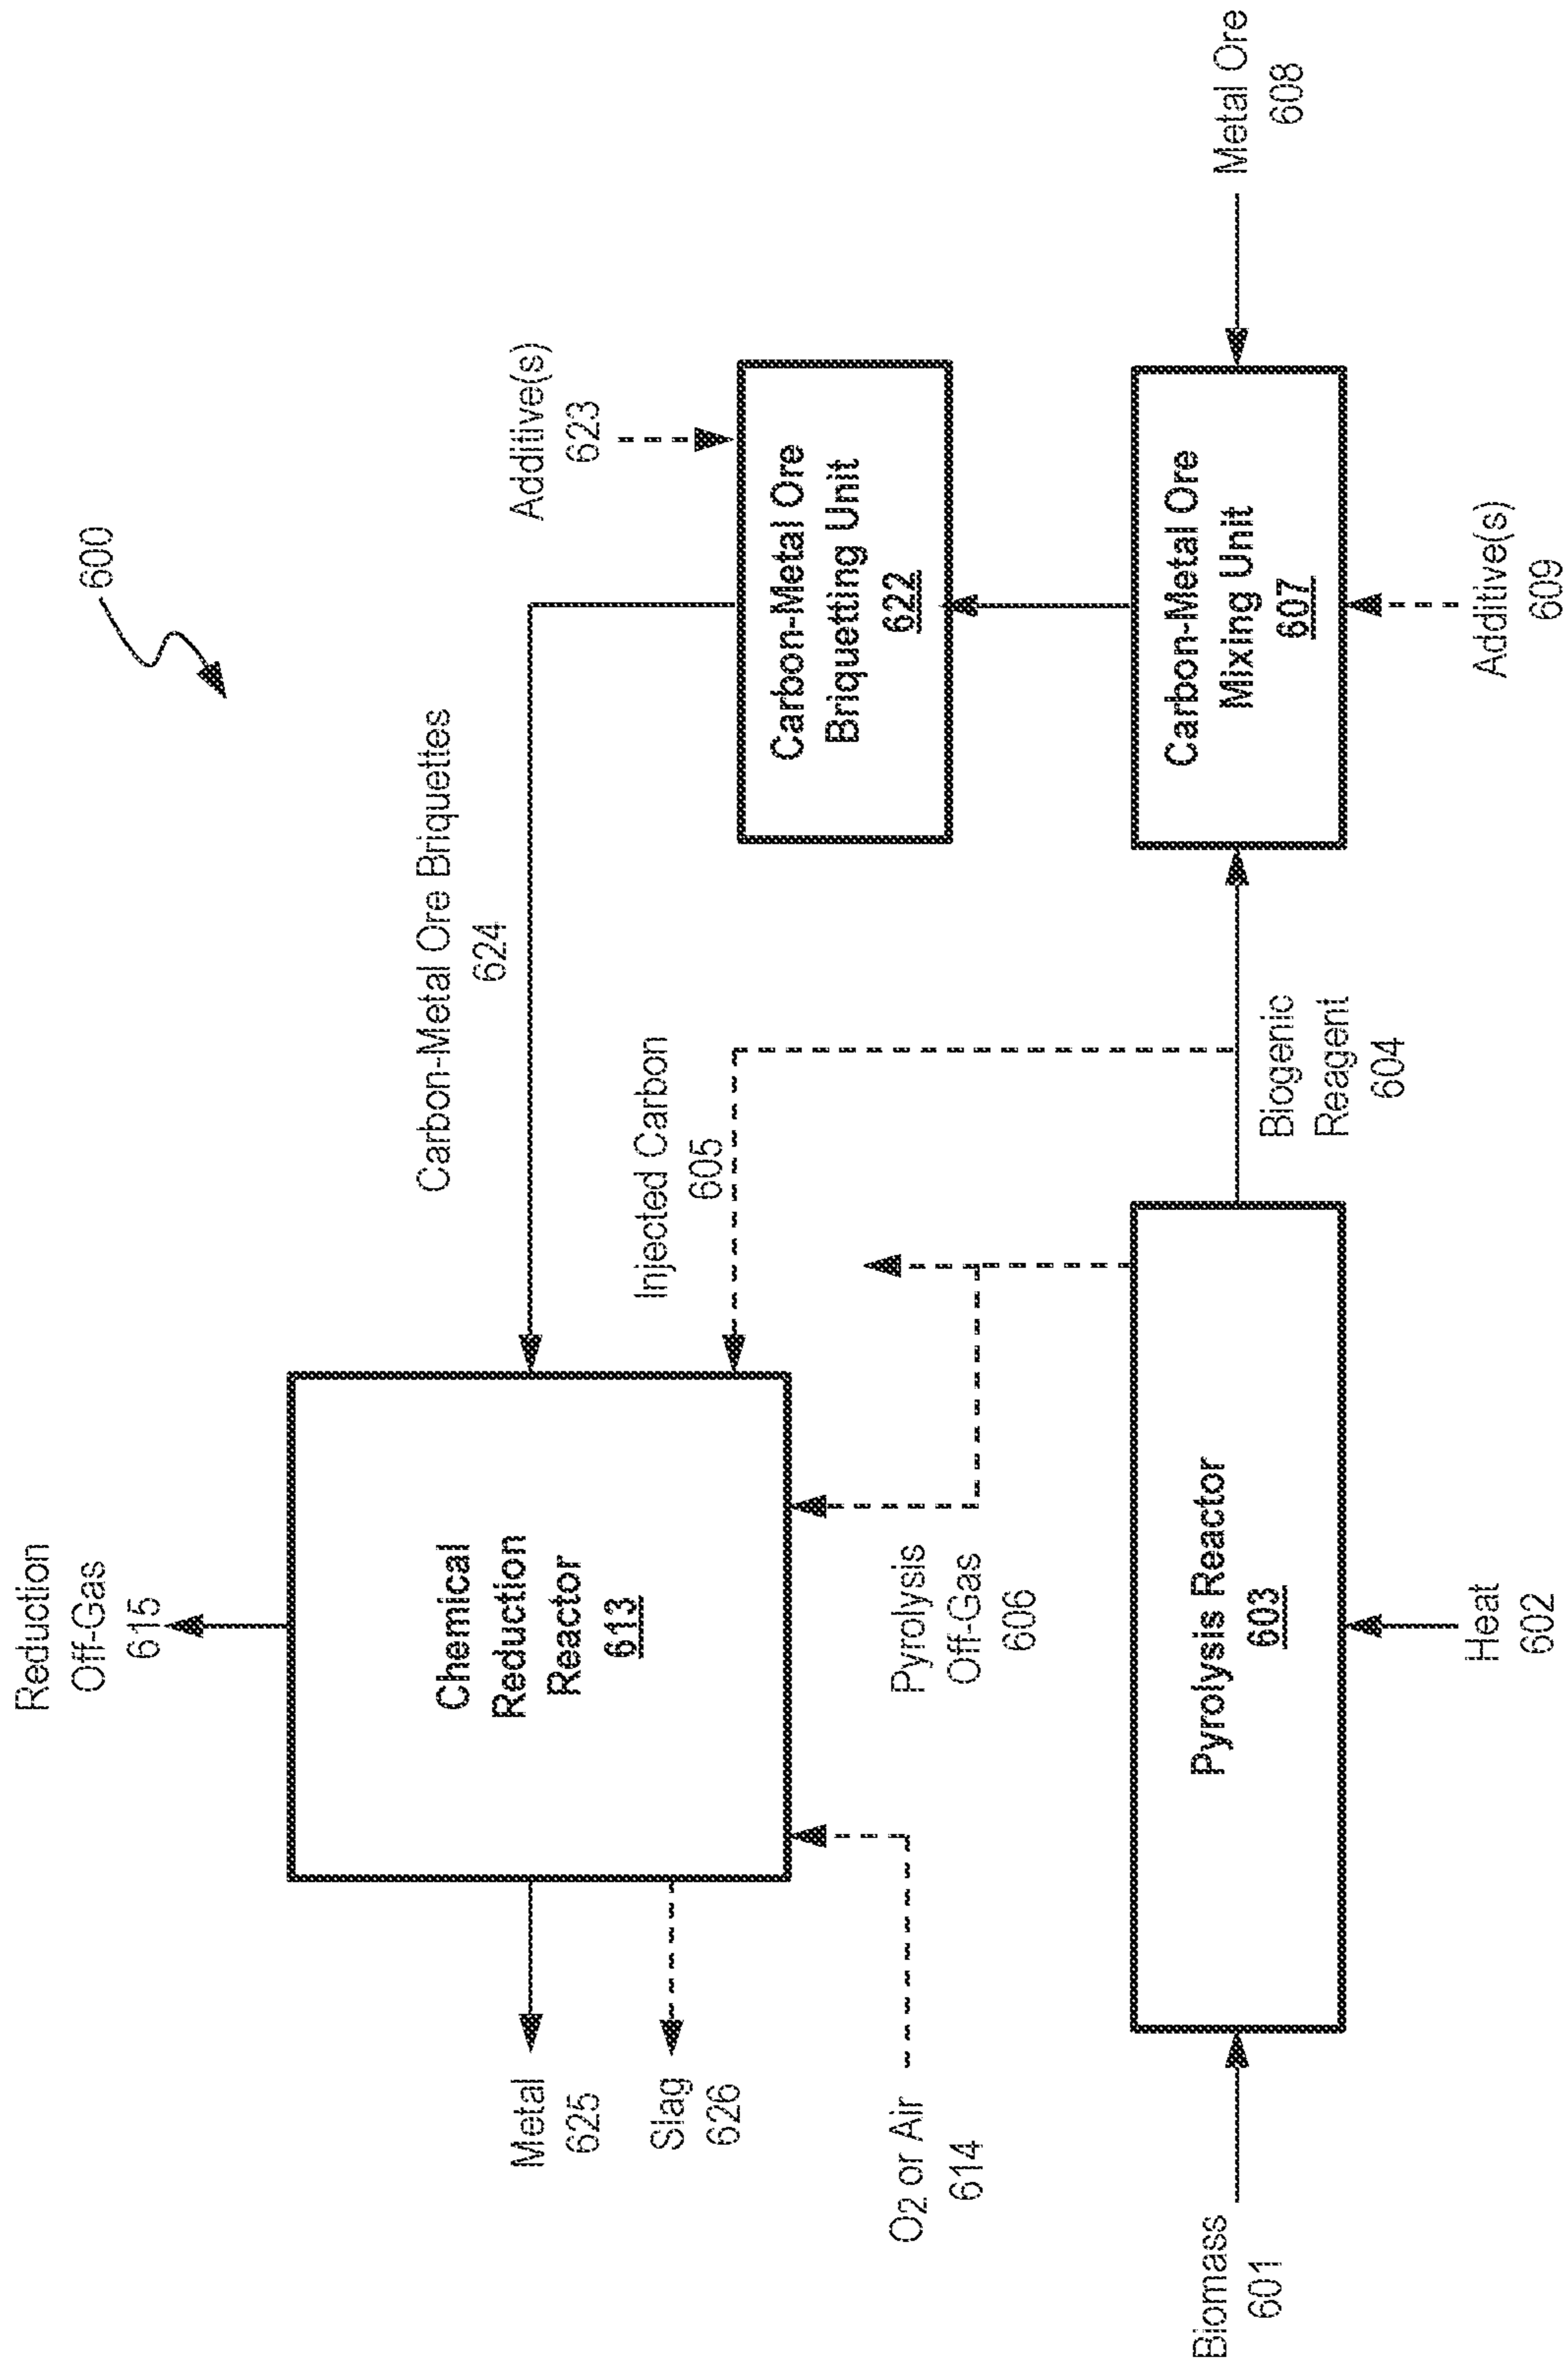 600
Reduction
Off-Gas
615
Chemical
Reduction
Reactor
613
Metal
625
Slag
626
O2 or Air
614
Carbon-Metal Ore Briquettes
624
Injected Carbon
605
Additive(s)
623
Carbon-Metal Ore
Briquetting Unit
622
Pyrolysis
Off-Gas
606
Biomass
601
Pyrolysis Reactor
603
Heat
602
Biogenic
Reagent
604
Carbon-Metal Ore
Mixing Unit
607
Additive(s)
609
Metal Ore
608